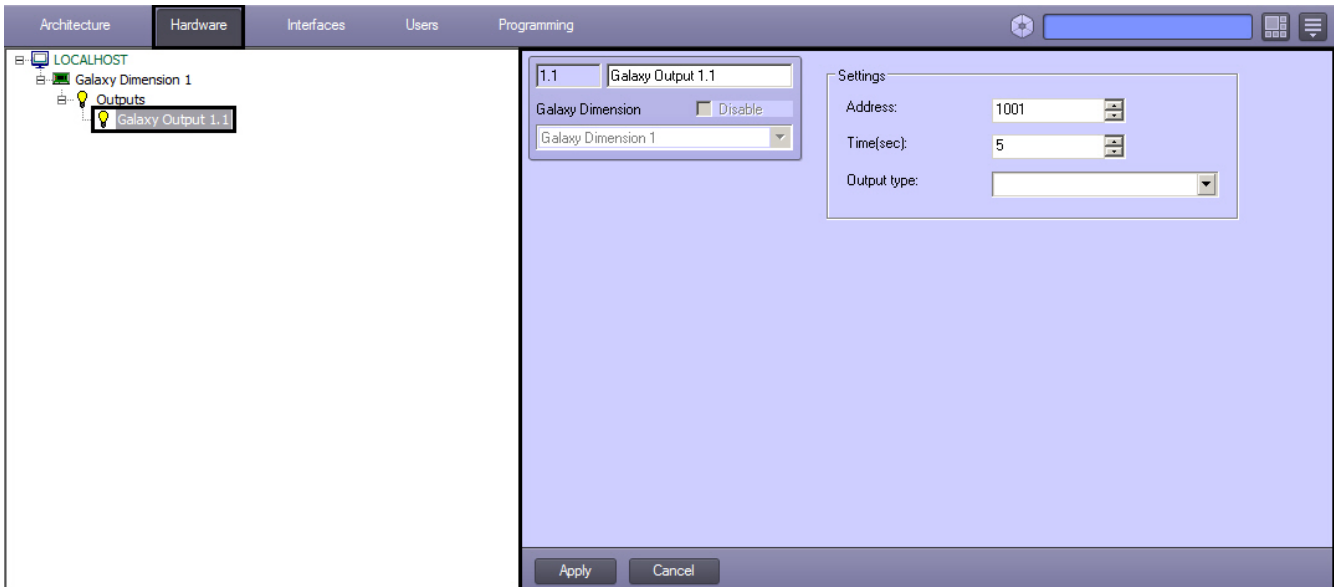 Architecture Hardware Interfaces Users Programming
LOCALHOST
Galaxy Dimension 1
Outputs
Galaxy Output 1.1
1.1 Galaxy Output 1.1
Galaxy Dimension Disable
Galaxy Dimension 1
Settings
Address: 1001
Time(sec): 5
Output type:
Apply Cancel